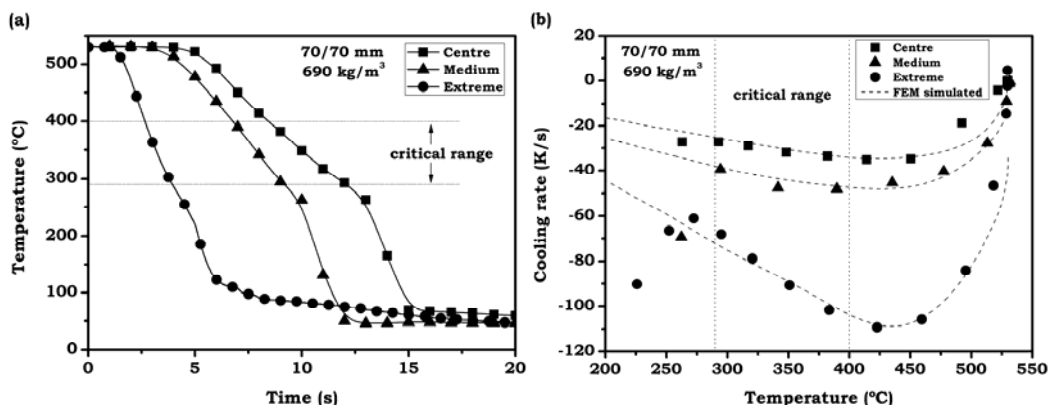 (a)
500
400
300
200
100
0
0
5
10
15
20
Temperature (ºC)
Time (s)
70/70 mm
690 kg/m³
Centre
Medium
Extreme
critical range
(b)
20
0
-20
-40
-60
-80
-100
-120
200
250
300
350
400
450
500
550
Cooling rate (K/s)
Temperature (ºC)
70/70 mm
690 kg/m³
critical range
Centre
Medium
Extreme
FEM simulated